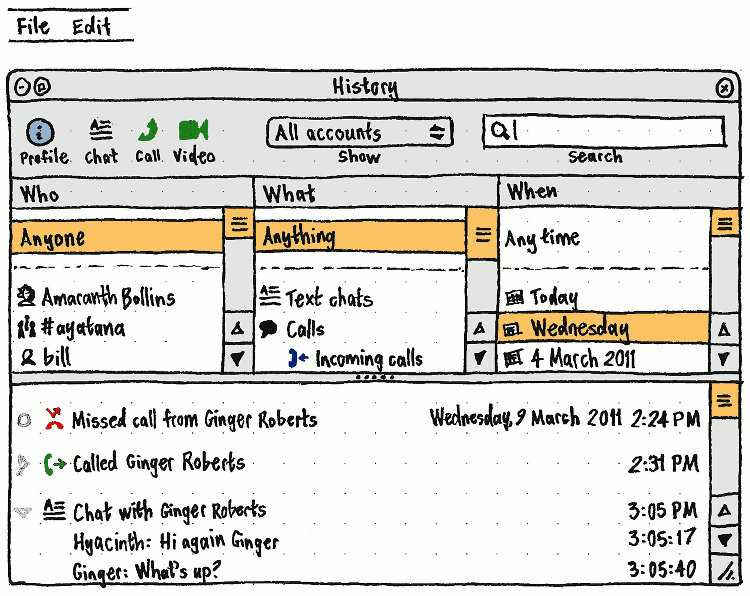 File Edit
History
Profile Chat Call Video All accounts Show Search
Who What When
Anyone Anything Any time
Amaranth Bollins Text chats Today
#ayatana Calls Wednesday
bill Incoming calls 4 March 2011
Missed call from Ginger Roberts Wednesday, 9 March 2011 2:24 PM
Called Ginger Roberts 2:31 PM
Chat with Ginger Roberts 3:05 PM
Hyacinth: Hi again Ginger 3:05:17
Ginger: What's up? 3:05:40